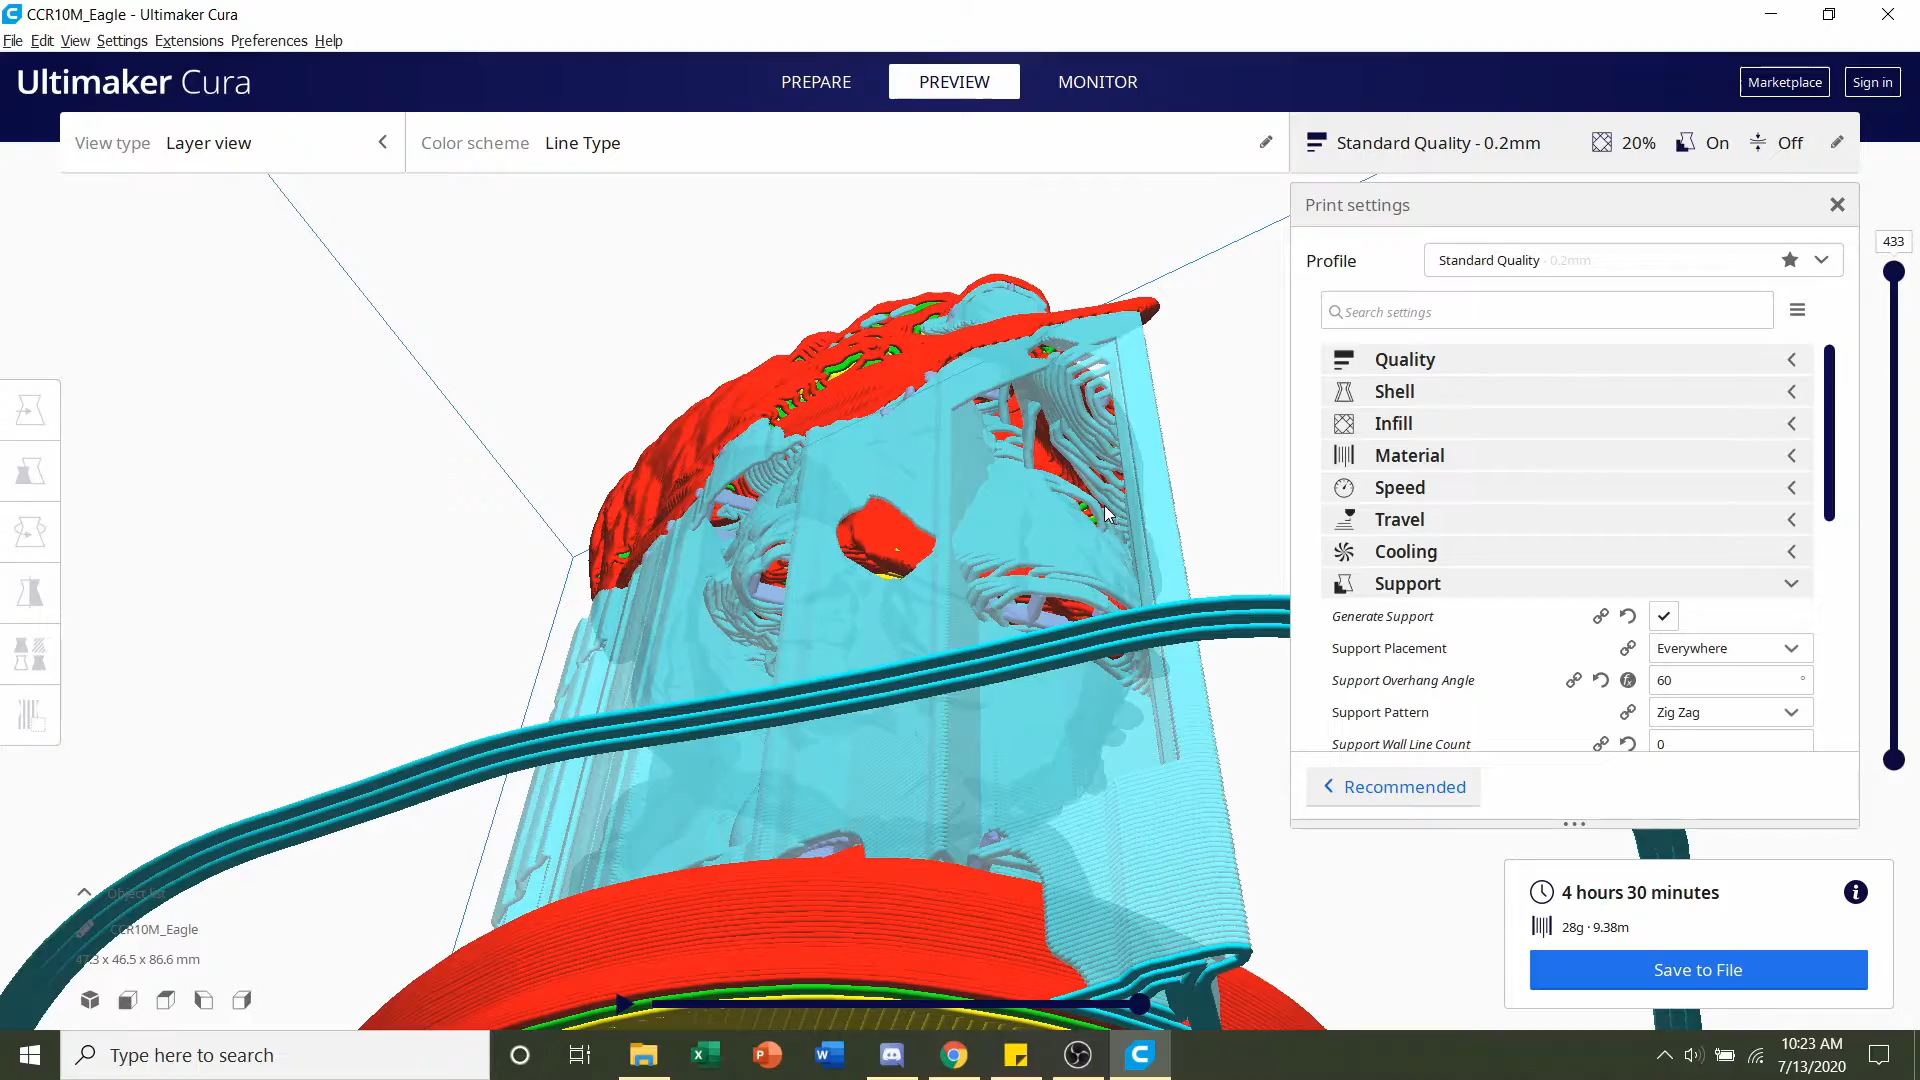 CCR10M_Eagle - Ultimaker Cura
File Edit View Settings Extensions Preferences Help
Ultimaker Cura
PREPARE
PREVIEW
MONITOR
Marketplace
Sign in
View type Layer view
Color scheme Line Type
Standard Quality - 0.2mm
20%
On
Off
Print settings
433
Profile
Standard Quality - 0.2mm
Search settings
Quality
Shell
Infill
Material
Speed
Travel
Cooling
Support
Generate Support
Support Placement
Everywhere
Support Overhang Angle
60 °
Support Pattern
Zig Zag
Support Wall Line Count
0
Recommended
Object list
CCR10M_Eagle
47.3 x 46.5 x 86.6 mm
4 hours 30 minutes
28g · 9.38m
Save to File
Type here to search
10:23 AM
7/13/2020